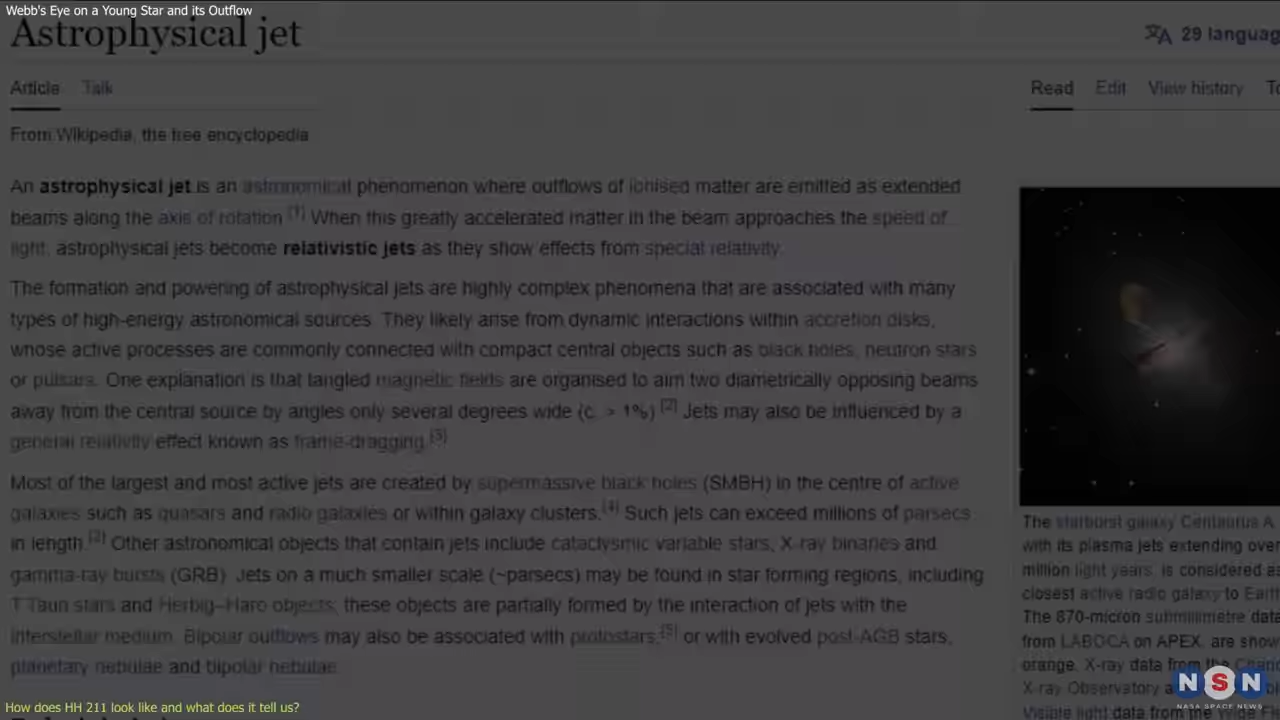 Webb's Eye on a Young Star and its Outflow
Astrophysical jet
29 languag
Article Talk
Read Edit View history To
From Wikipedia, the free encyclopedia
An astrophysical jet is an astronomical phenomenon where outflows of ionised matter are emitted as extended
beams along the axis of rotation.[1] When this greatly accelerated matter in the beam approaches the speed of
light, astrophysical jets become relativistic jets as they show effects from special relativity.
The formation and powering of astrophysical jets are highly complex phenomena that are associated with many
types of high-energy astronomical sources. They likely arise from dynamic interactions within accretion disks,
whose active processes are commonly connected with compact central objects such as black holes, neutron stars
or pulsars. One explanation is that tangled magnetic fields are organised to aim two diametrically opposing beams
away from the central source by angles only several degrees wide (c. > 1%).[2] Jets may also be influenced by a
general relativity effect known as frame-dragging.[3]
Most of the largest and most active jets are created by supermassive black holes (SMBH) in the centre of active
galaxies such as quasars and radio galaxies or within galaxy clusters.[4] Such jets can exceed millions of parsecs
in length.[2] Other astronomical objects that contain jets include cataclysmic variable stars, X-ray binaries and
gamma-ray bursts (GRB). Jets on a much smaller scale (~parsecs) may be found in star forming regions, including
T Tauri stars and Herbig–Haro objects; these objects are partially formed by the interaction of jets with the
interstellar medium. Bipolar outflows may also be associated with protostars,[5] or with evolved post-AGB stars,
planetary nebulae and bipolar nebulae.
The starburst galaxy Centaurus A,
with its plasma jets extending over
million light years, is considered as
closest active radio galaxy to Earth
The 870-micron submillimetre data
from LABOCA on APEX, are show
orange. X-ray data from the Chand
X-ray Observatory a
Visible light data from the Wide Fie
NSN
NASA SPACE NEWS
How does HH 211 look like and what does it tell us?